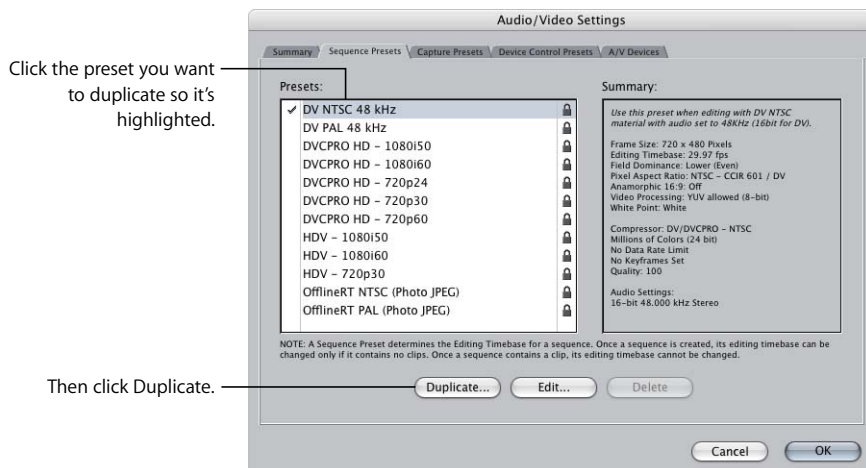 Audio/Video Settings
Summary
Sequence Presets
Capture Presets
Device Control Presets
A/V Devices
Click the preset you want
to duplicate so it's
highlighted.
Presets:
DV NTSC 48 kHz
DV PAL 48 kHz
DVCPRO HD – 1080i50
DVCPRO HD – 1080i60
DVCPRO HD – 720p24
DVCPRO HD – 720p30
DVCPRO HD – 720p60
HDV – 1080i50
HDV – 1080i60
HDV – 720p30
OfflineRT NTSC (Photo JPEG)
OfflineRT PAL (Photo JPEG)
Summary:
Use this preset when editing with DV NTSC
material with audio set to 48KHz (16bit for DV).
Frame Size: 720 x 480 Pixels
Editing Timebase: 29.97 fps
Field Dominance: Lower (Even)
Pixel Aspect Ratio: NTSC – CCIR 601 / DV
Anamorphic 16:9: Off
Video Processing: YUV allowed (8-bit)
White Point: White
Compressor: DV/DVCPRO – NTSC
Millions of Colors (24 bit)
No Data Rate Limit
No Keyframes Set
Quality: 100
Audio Settings:
16-bit 48.000 kHz Stereo
NOTE: A Sequence Preset determines the Editing Timebase for a sequence. Once a sequence is created, its editing timebase can be
changed only if it contains no clips. Once a sequence contains a clip, its editing timebase cannot be changed.
Then click Duplicate.
Duplicate...
Edit...
Delete
Cancel
OK